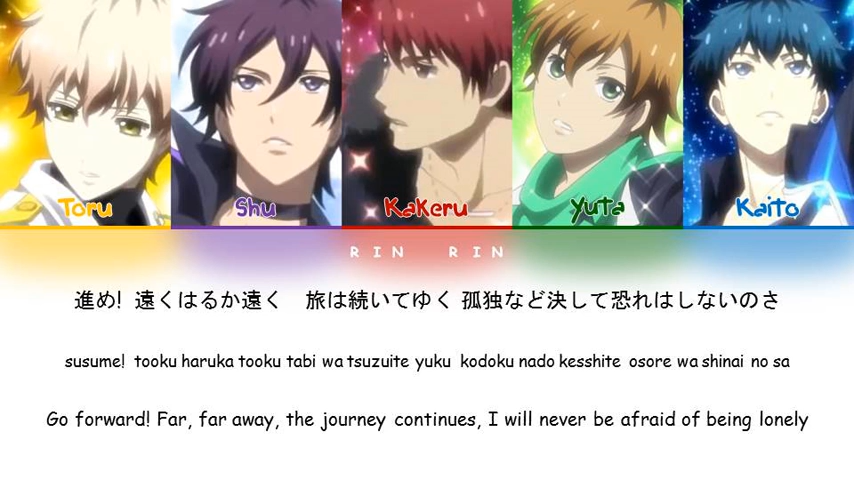 Toru Shu Kakeru Yuta Kaito
RIN RIN
進め! 遠くはるか遠く 旅は続いてゆく 孤独など決して恐れはしないのさ
susume! tooku haruka tooku tabi wa tsuzuite yuku kodoku nado kesshite osore wa shinai no sa
Go forward! Far, far away, the journey continues, I will never be afraid of being lonely